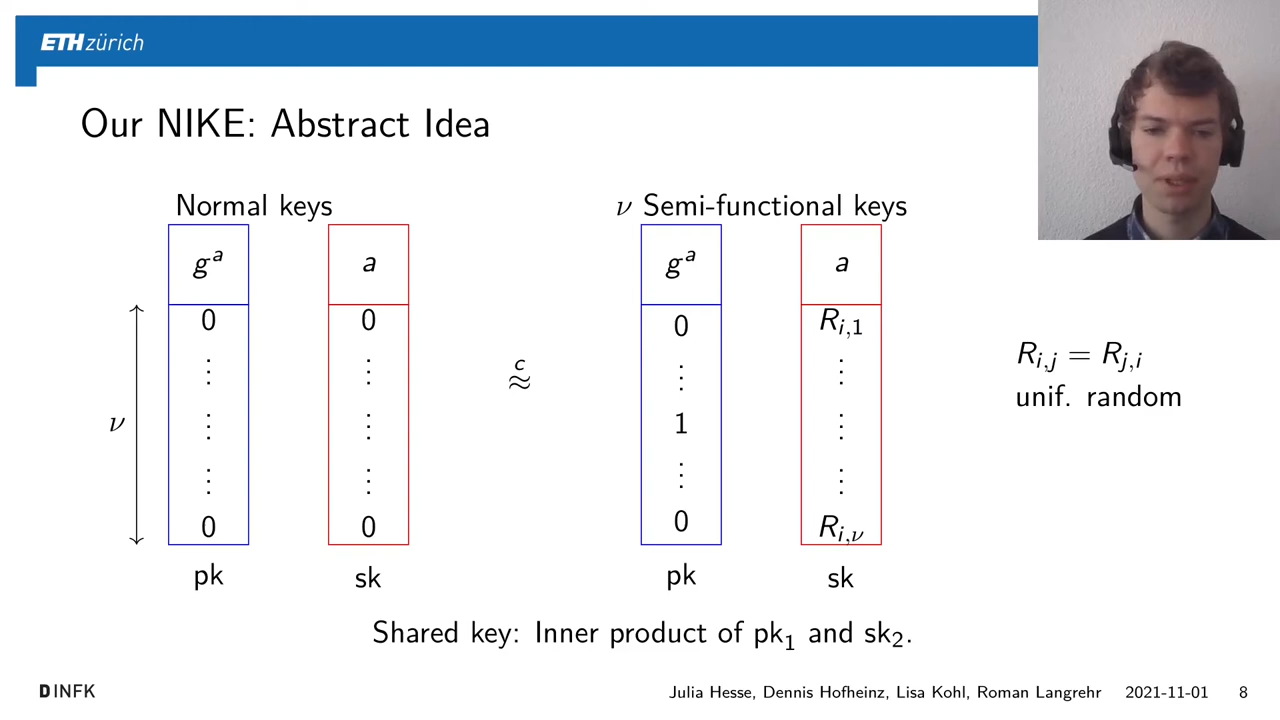 ETH zürich
Our NIKE: Abstract Idea
Normal keys
ν Semi-functional keys
g^a
a
g^a
a
0
0
0
R_{i,1}
⋮
⋮
⋮
⋮
R_{i,j} = R_{j,i}
≈^c
unif. random
ν
⋮
⋮
1
⋮
⋮
⋮
⋮
⋮
0
0
0
R_{i,ν}
pk
sk
pk
sk
Shared key: Inner product of pk_1 and sk_2.
D INFK
Julia Hesse, Dennis Hofheinz, Lisa Kohl, Roman Langrehr 2021-11-01 8